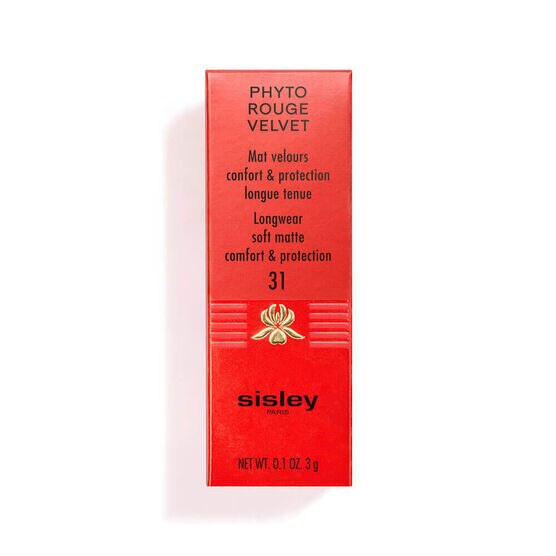 PHYTO
ROUGE
VELVET
Mat velours
confort & protection
longue tenue
Longwear
soft matte
comfort & protection
31
sisley
PARIS
NET WT. 0.1 OZ. 3 g